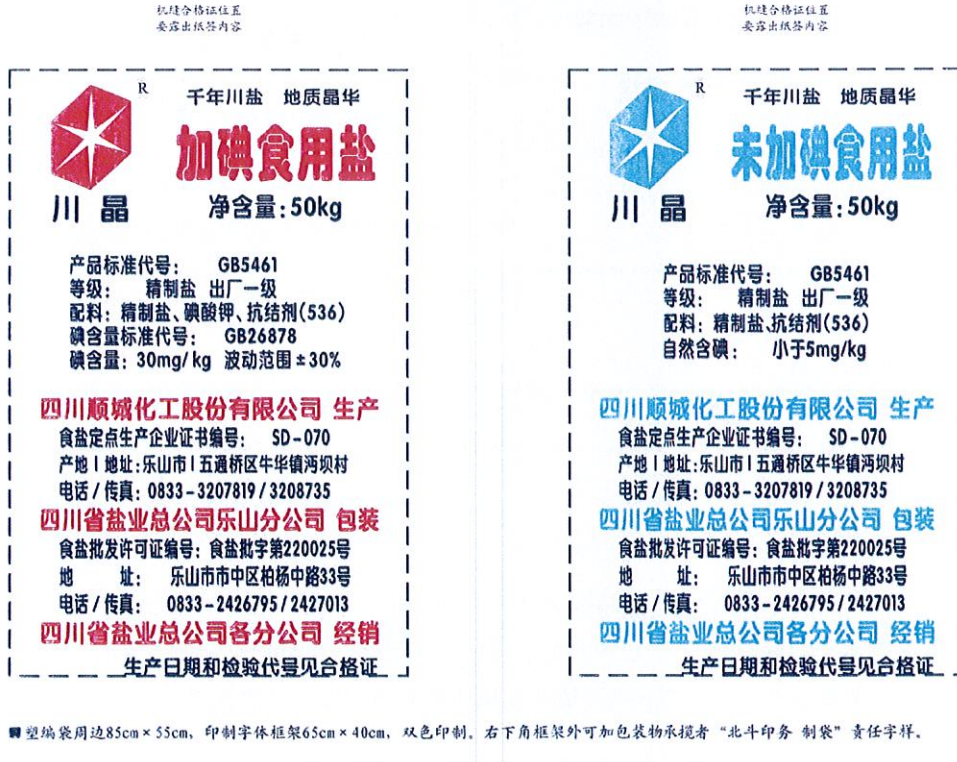 机缝合格证位置
要露出纸签内容
R
千年川盐 地质晶华
加碘食用盐
川 晶
净含量:50kg
产品标准代号: GB5461
等级: 精制盐 出厂一级
配料: 精制盐、碘酸钾、抗结剂(536)
碘含量标准代号: GB26878
碘含量: 30mg/kg 波动范围±30%
四川顺城化工股份有限公司 生产
食盐定点生产企业证书编号: SD-070
产地|地址:乐山市|五通桥区牛华镇沔坝村
电话/传真: 0833-3207819/3208735
四川省盐业总公司乐山分公司 包装
食盐批发许可证编号: 食盐批字第220025号
地 址: 乐山市市中区柏杨中路33号
电话/传真: 0833-2426795/2427013
四川省盐业总公司各分公司 经销
生产日期和检验代号见合格证
机缝合格证位置
要露出纸签内容
R
千年川盐 地质晶华
未加碘食用盐
川 晶
净含量:50kg
产品标准代号: GB5461
等级: 精制盐 出厂一级
配料: 精制盐、抗结剂(536)
自然含碘: 小于5mg/kg
四川顺城化工股份有限公司 生产
食盐定点生产企业证书编号: SD-070
产地|地址:乐山市|五通桥区牛华镇沔坝村
电话/传真: 0833-3207819/3208735
四川省盐业总公司乐山分公司 包装
食盐批发许可证编号: 食盐批字第220025号
地 址: 乐山市市中区柏杨中路33号
电话/传真: 0833-2426795/2427013
四川省盐业总公司各分公司 经销
生产日期和检验代号见合格证
塑编袋周边85cm×55cm, 印制字体框架65cm×40cm, 双色印制。右下角框架外可加包装物承揽者“北斗印务 制袋”责任字样。